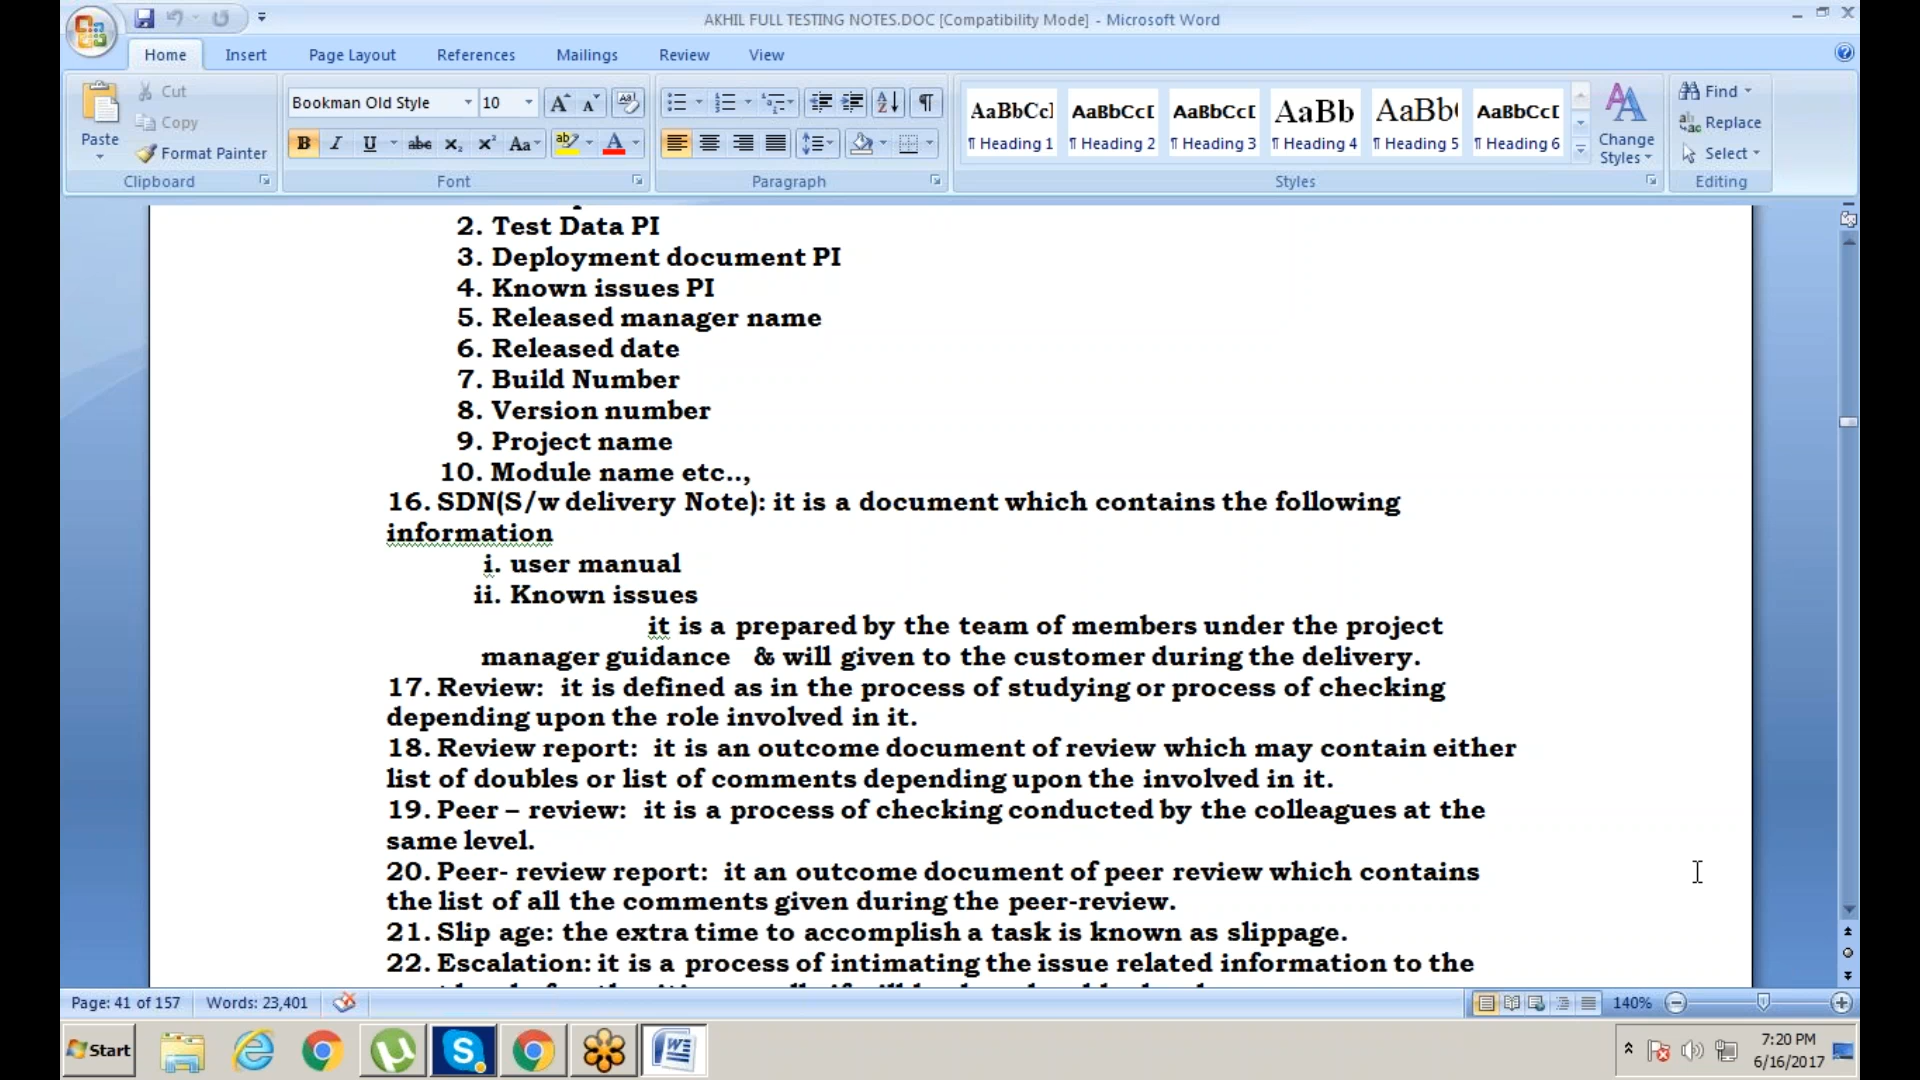 AKHIL FULL TESTING NOTES.DOC [Compatibility Mode] - Microsoft Word
Home Insert Page Layout References Mailings Review View
Paste
Cut
Copy
Format Painter
Clipboard
Bookman Old Style 10
Font
Paragraph
AaBbCcI AaBbCcD AaBbCcD AaBb AaBb( AaBbCcD
¶ Heading 1 ¶ Heading 2 ¶ Heading 3 ¶ Heading 4 ¶ Heading 5 ¶ Heading 6
Change Styles
Styles
Find
Replace
Select
Editing
2. Test Data PI
3. Deployment document PI
4. Known issues PI
5. Released manager name
6. Released date
7. Build Number
8. Version number
9. Project name
10. Module name etc..,
16. SDN(S/w delivery Note): it is a document which contains the following
information
i. user manual
ii. Known issues
it is a prepared by the team of members under the project
manager guidance & will given to the customer during the delivery.
17. Review: it is defined as in the process of studying or process of checking
depending upon the role involved in it.
18. Review report: it is an outcome document of review which may contain either
list of doubles or list of comments depending upon the involved in it.
19. Peer – review: it is a process of checking conducted by the colleagues at the
same level.
20. Peer- review report: it an outcome document of peer review which contains
the list of all the comments given during the peer-review.
21. Slip age: the extra time to accomplish a task is known as slippage.
22. Escalation: it is a process of intimating the issue related information to the
Page: 41 of 157 Words: 23,401 140%
Start
7:20 PM
6/16/2017